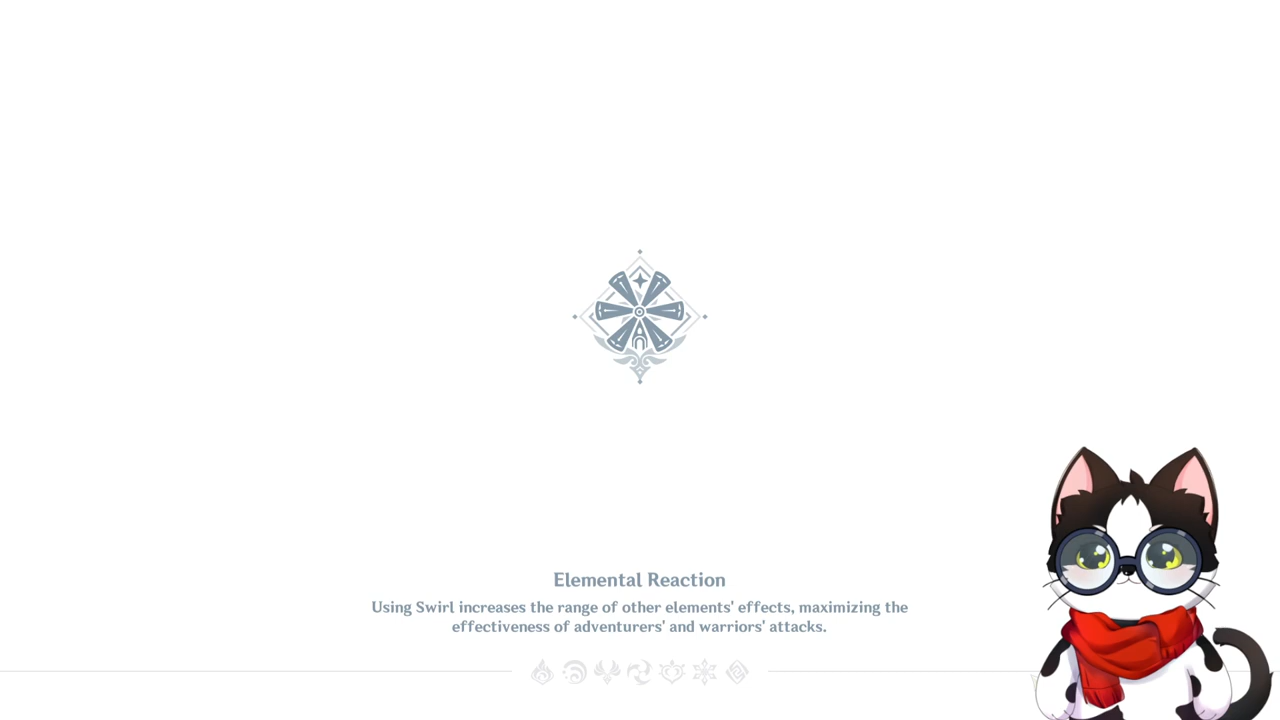 Elemental Reaction
Using Swirl increases the range of other elements' effects, maximizing the
effectiveness of adventurers' and warriors' attacks.